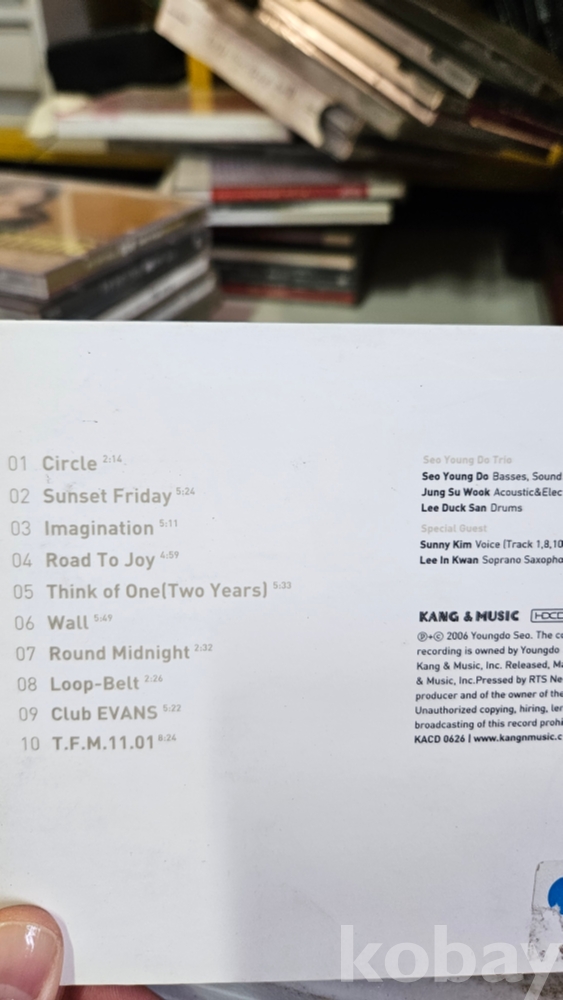 01 Circle 2:14
02 Sunset Friday 5:24
03 Imagination 5:11
04 Road To Joy 4:59
05 Think of One(Two Years) 5:33
06 Wall 5:49
07 Round Midnight 2:32
08 Loop-Belt 2:26
09 Club EVANS 5:22
10 T.F.M.11.01 8:24
Seo Young Do Trio
Seo Young Do Basses, Sound
Jung Su Wook Acoustic&Elec
Lee Duck San Drums
Special Guest
Sunny Kim Voice (Track 1,8,10
Lee In Kwan Soprano Saxopho
KANG & MUSIC HDCD
℗+© 2006 Youngdo Seo. The co
recording is owned by Youngdo
Kang & Music, Inc. Released, Ma
& Music, Inc.Pressed by RTS Ne
producer and of the owner of the
Unauthorized copying, hiring, len
broadcasting of this record prohi
KACD 0626 | www.kangnmusic.c
kobay